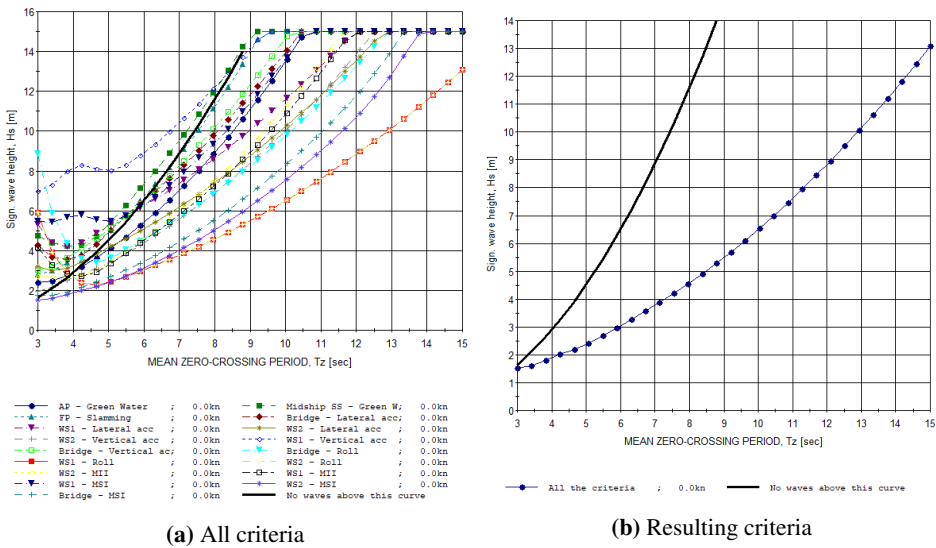 16
14
12
10
8
6
4
2
0
Sign. wave height, Hs [m]
3 4 5 6 7 8 9 10 11 12 13 14 15
MEAN ZERO-CROSSING PERIOD, Tz [sec]
AP - Green Water ; 0.0kn
Midship SS - Green W; 0.0kn
FP - Slamming ; 0.0kn
Bridge - Lateral acc; 0.0kn
WS1 - Lateral acc ; 0.0kn
WS2 - Lateral acc ; 0.0kn
WS2 - Vertical acc ; 0.0kn
WS1 - Vertical acc ; 0.0kn
Bridge - Vertical ac; 0.0kn
Bridge - Roll ; 0.0kn
WS1 - Roll ; 0.0kn
WS2 - Roll ; 0.0kn
WS2 - MII ; 0.0kn
WS1 - MII ; 0.0kn
WS1 - MSI ; 0.0kn
WS2 - MSI ; 0.0kn
Bridge - MSI ; 0.0kn
No waves above this curve
(a) All criteria
14
13
12
11
10
9
8
7
6
5
4
3
2
1
0
Sign. wave height, Hs [m]
3 4 5 6 7 8 9 10 11 12 13 14 15
MEAN ZERO-CROSSING PERIOD, Tz [sec]
All the criteria ; 0.0kn
No waves above this curve
(b) Resulting criteria